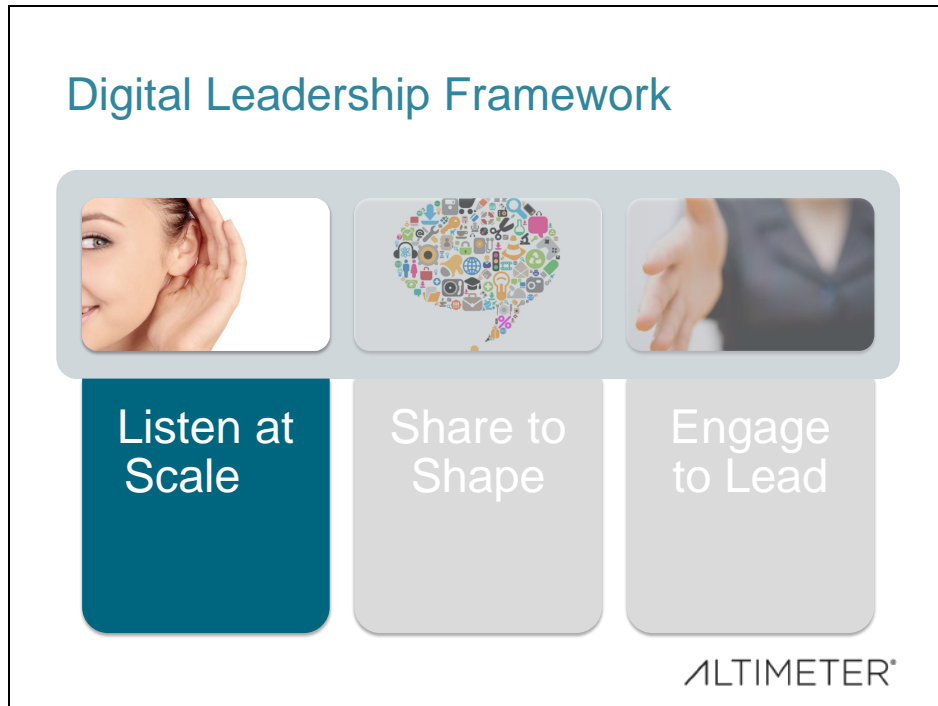 Digital Leadership Framework
Listen at
Scale
Share to
Shape
Engage
to Lead
ALTIMETER®